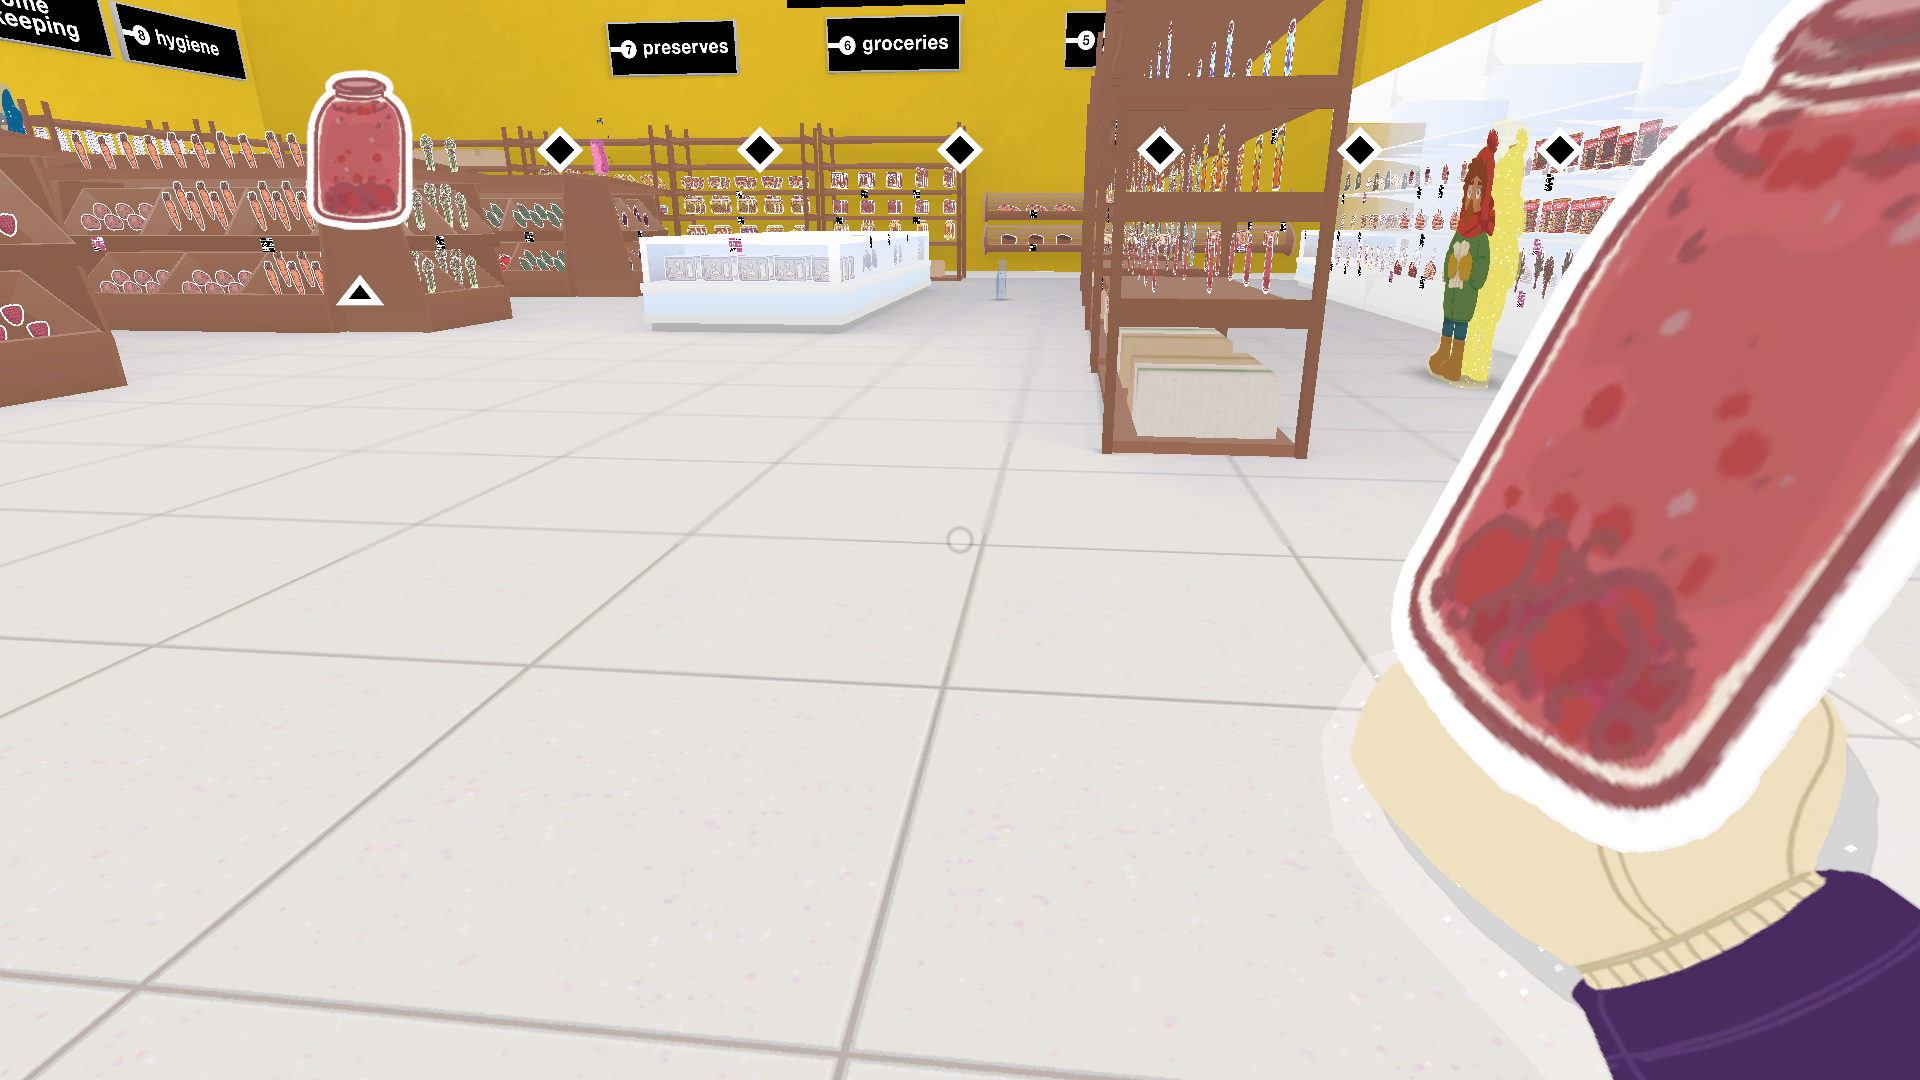 keeping
8 hygiene
7 preserves
6 groceries
5